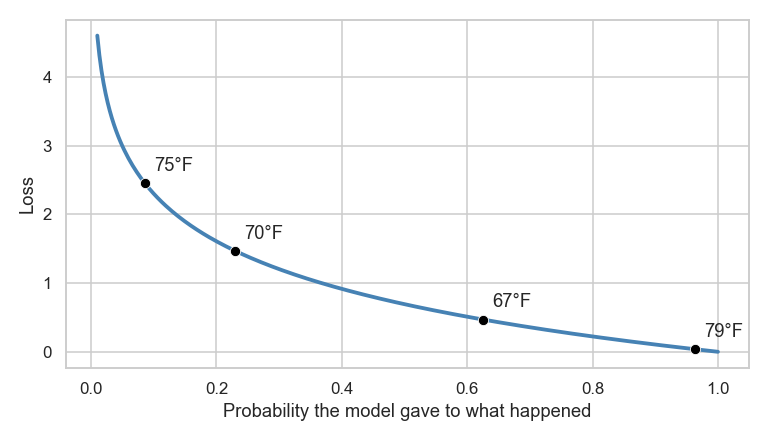 4
3
2
1
0
Loss
75°F
70°F
67°F
79°F
0.0 0.2 0.4 0.6 0.8 1.0
Probability the model gave to what happened